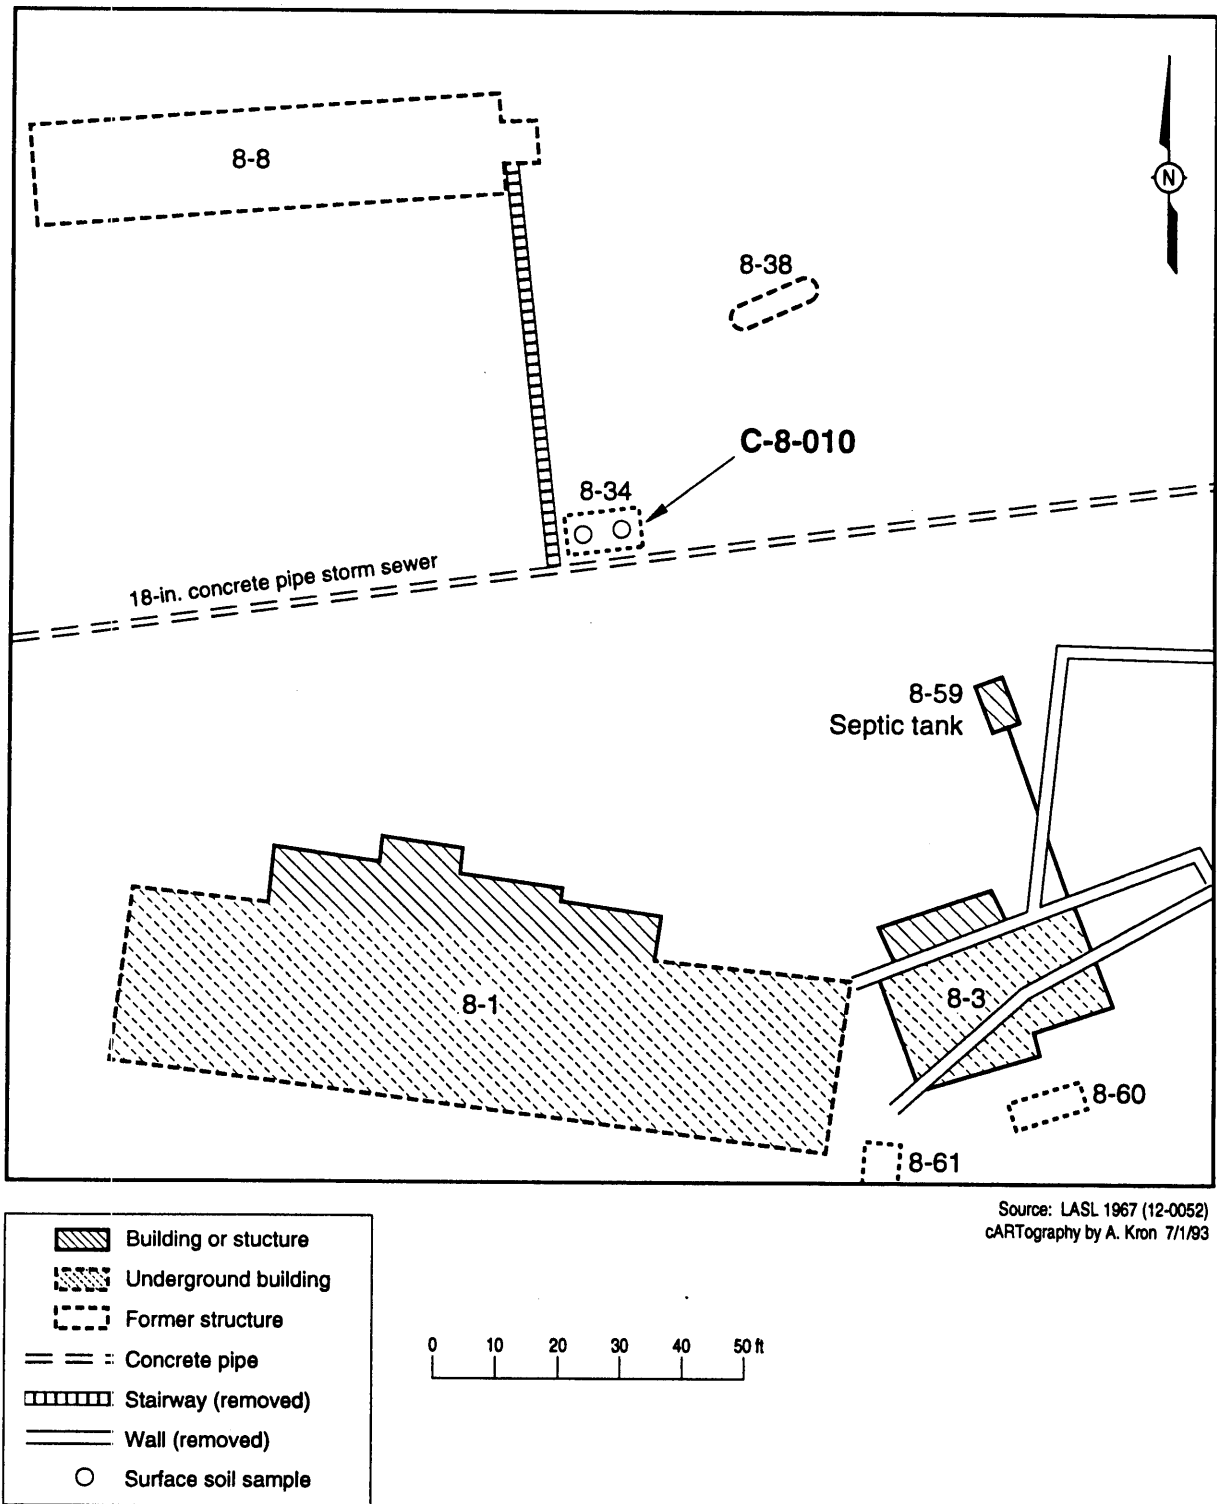 8-8
N
8-38
C-8-010
8-34
18-in. concrete pipe storm sewer
8-59
Septic tank
8-1
8-3
8-60
8-61
Source: LASL 1967 (12-0052)
cARTography by A. Kron 7/1/93
Building or stucture
Underground building
Former structure
Concrete pipe
Stairway (removed)
Wall (removed)
Surface soil sample
0 10 20 30 40 50 ft